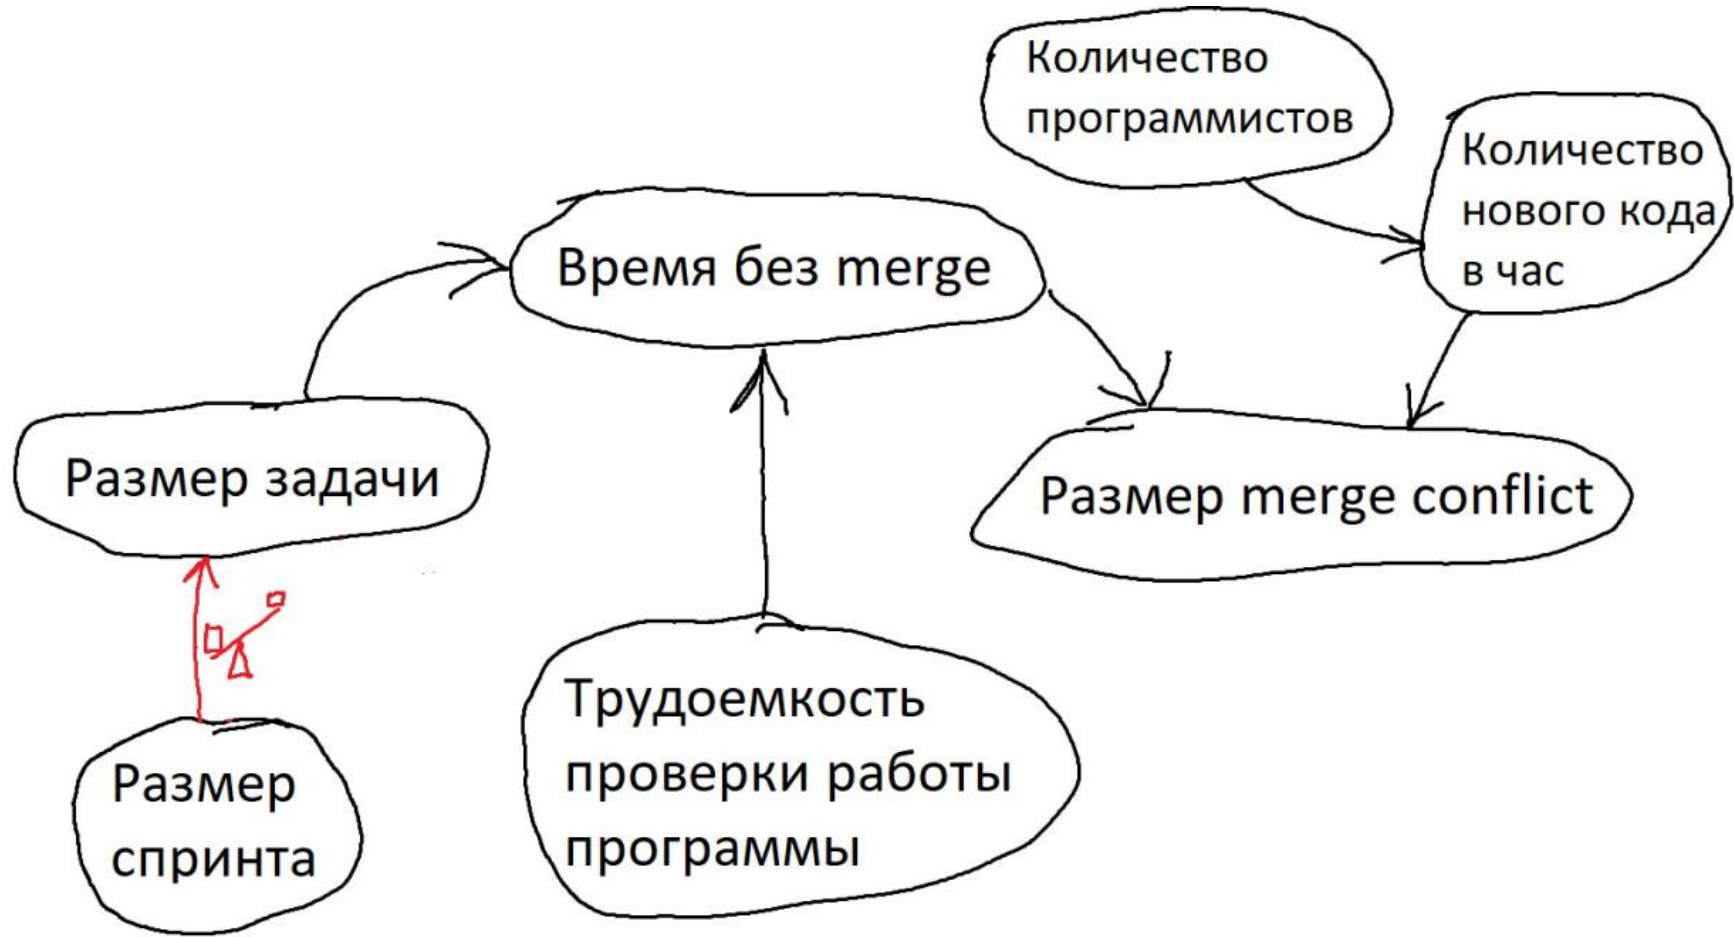 Количество
программистов
Количество
нового кода
в час
Время без merge
Размер задачи
Размер merge conflict
Трудоемкость
проверки работы
программы
Размер
спринта